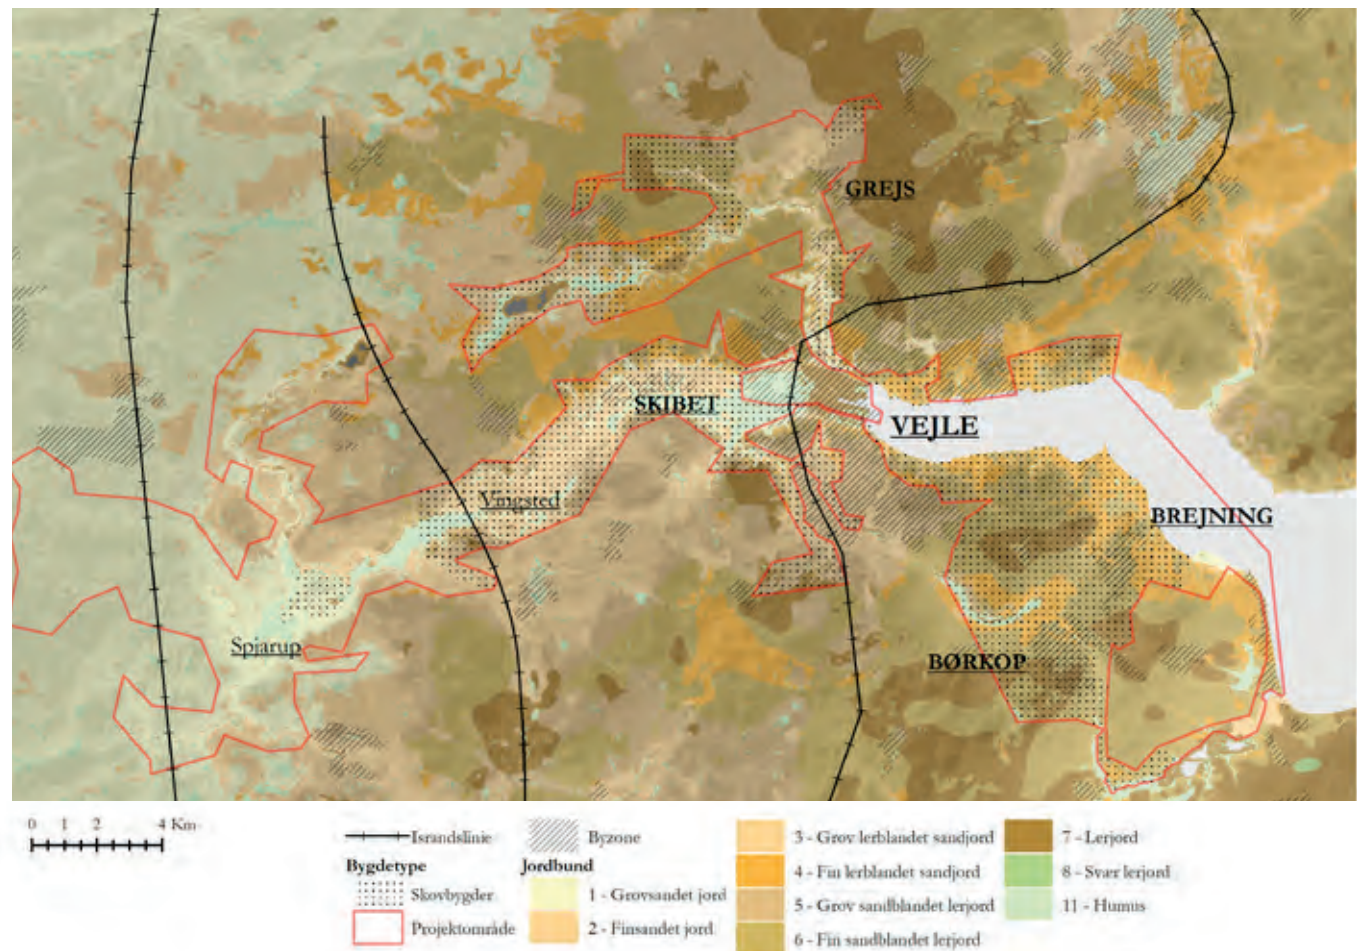 GREJS
SKIBET
VEJLE
Vingsted
BREJNING
Spjarup
BØRKOP
0 1 2 4 Km
Israndslinie
Bygdetype
Skovbygder
Projektområde
Byzone
Jordbund
1 - Grovsandet jord
2 - Finsandet jord
3 - Grov lerblandet sandjord
4 - Fin lerblandet sandjord
5 - Grov sandblandet lerjord
6 - Fin sandblandet lerjord
7 - Lerjord
8 - Svær lerjord
11 - Humus